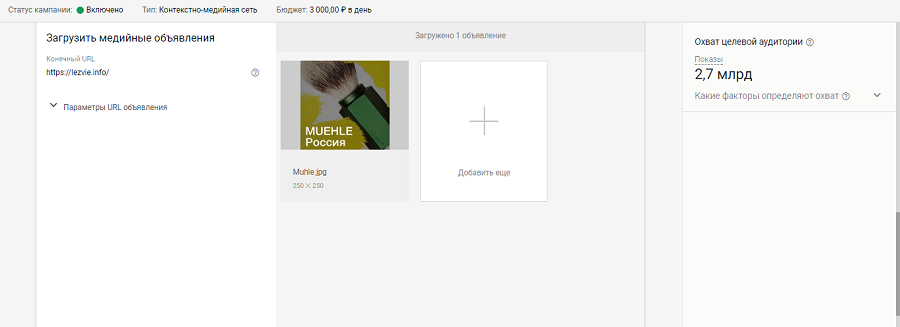 Статус кампании: Включено Тип: Контекстно-медийная сеть Бюджет: 3 000,00 ₽ в день
Загрузить медийные объявления
Конечный URL
https://lezvie.info/
Параметры URL объявления
Загружено 1 объявление
MUEHLE
Россия
Muhle.jpg
250 × 250
Добавить еще
Охват целевой аудитории
Показы
2,7 млрд
Какие факторы определяют охват